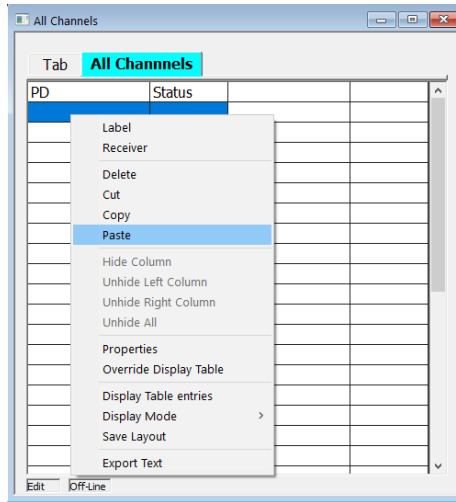 All Channels
Tab All Channnels
PD Status
Label
Receiver
Delete
Cut
Copy
Paste
Hide Column
Unhide Left Column
Unhide Right Column
Unhide All
Properties
Override Display Table
Display Table entries
Display Mode
Save Layout
Export Text
Edit Off-Line